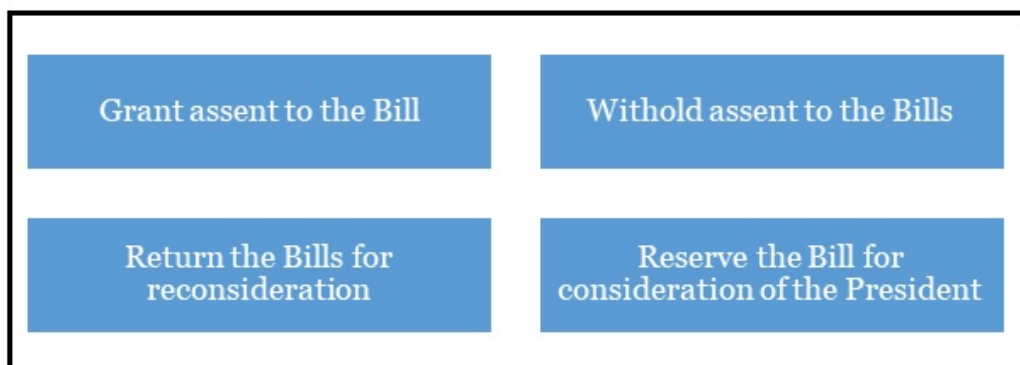 Grant assent to the Bill
Withold assent to the Bills
Return the Bills for
reconsideration
Reserve the Bill for
consideration of the President